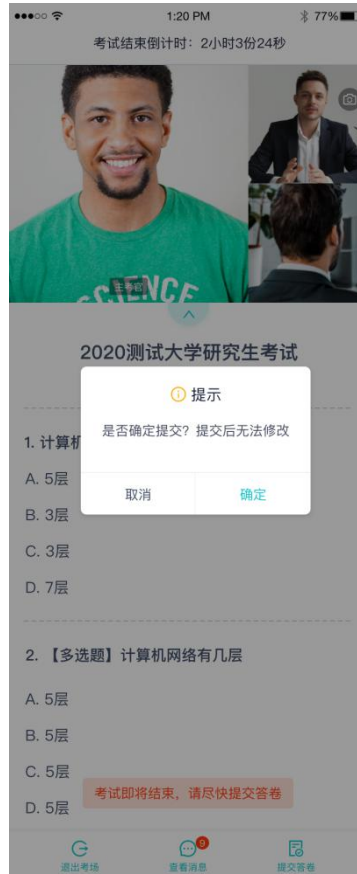 1:20 PM
77%
考试结束倒计时：2小时3份24秒
SCIENCE
主考官
2020测试大学研究生考试
提示
是否确定提交？提交后无法修改
取消
确定
1. 计算机
A. 5层
B. 3层
C. 3层
D. 7层
2. 【多选题】计算机网络有几层
A. 5层
B. 5层
C. 5层
D. 5层
考试即将结束，请尽快提交答卷
9
退出考场
查看消息
提交答卷